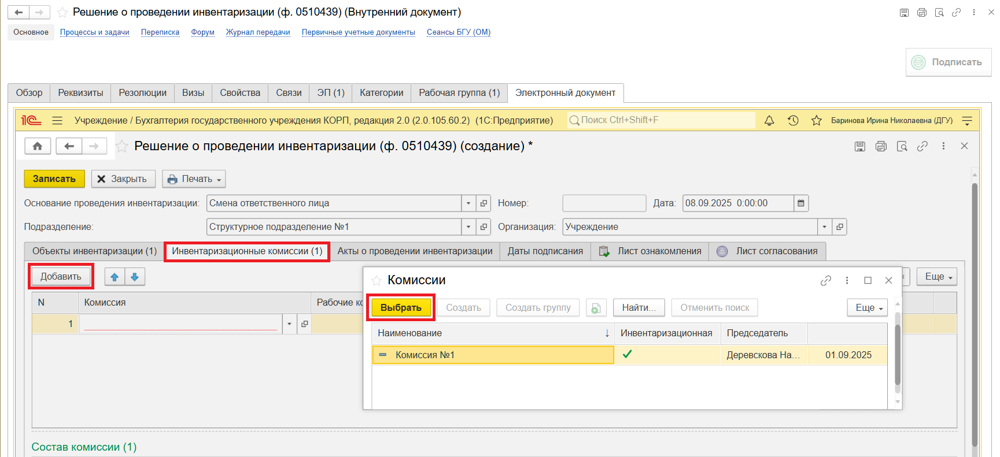 Решение о проведении инвентаризации (ф. 0510439) (Внутренний документ)
Основное Процессы и задачи Переписка Форум Журнал передачи Первичные учетные документы Сеансы БГУ (ОМ)
Подписать
Обзор Реквизиты Резолюции Визы Свойства Связи ЭП (1) Категории Рабочая группа (1) Электронный документ
1С Учреждение / Бухгалтерия государственного учреждения КОРП, редакция 2.0 (2.0.105.60.2) (1С:Предприятие) Поиск Ctrl+Shift+F Баринова Ирина Николаевна (ДГУ)
Решение о проведении инвентаризации (ф. 0510439) (создание) *
Записать Закрыть Печать
Основание проведения инвентаризации: Смена ответственного лица Номер: Дата: 08.09.2025 0:00:00
Подразделение: Структурное подразделение №1 Организация: Учреждение
Объекты инвентаризации (1) Инвентаризационные комиссии (1) Акты о проведении инвентаризации Даты подписания Лист ознакомления Лист согласования
Добавить Еще
N Комиссия Рабочие ко
1
Комиссии
Выбрать Создать Создать группу Найти... Отменить поиск Еще
Наименование Инвентаризационная Председатель
Комиссия №1 Деревскова На... 01.09.2025
Состав комиссии (1)